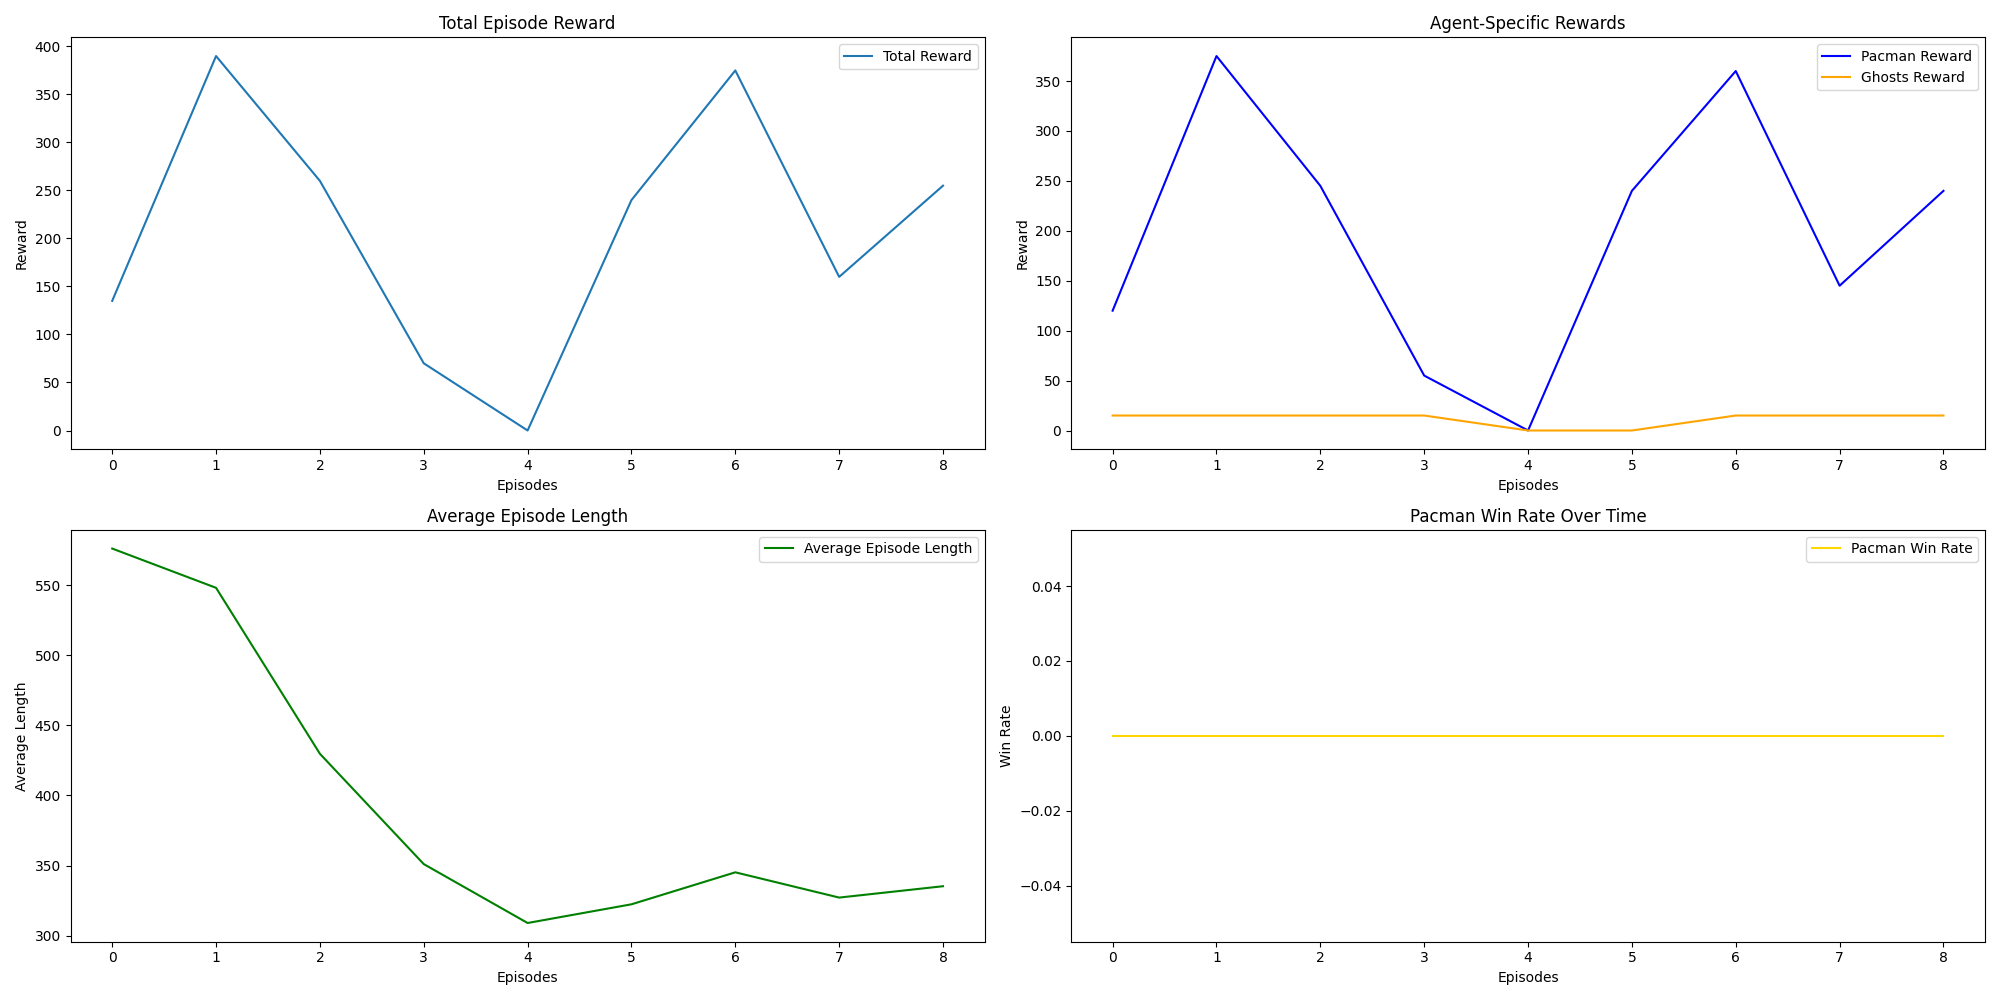 Total Episode Reward
Total Reward
400
350
300
250
200
150
100
50
0
Reward
0 1 2 3 4 5 6 7 8
Episodes
Agent-Specific Rewards
Pacman Reward
Ghosts Reward
350
300
250
200
150
100
50
0
Reward
0 1 2 3 4 5 6 7 8
Episodes
Average Episode Length
Average Episode Length
550
500
450
400
350
300
Average Length
0 1 2 3 4 5 6 7 8
Episodes
Pacman Win Rate Over Time
Pacman Win Rate
0.04
0.02
0.00
−0.02
−0.04
Win Rate
0 1 2 3 4 5 6 7 8
Episodes